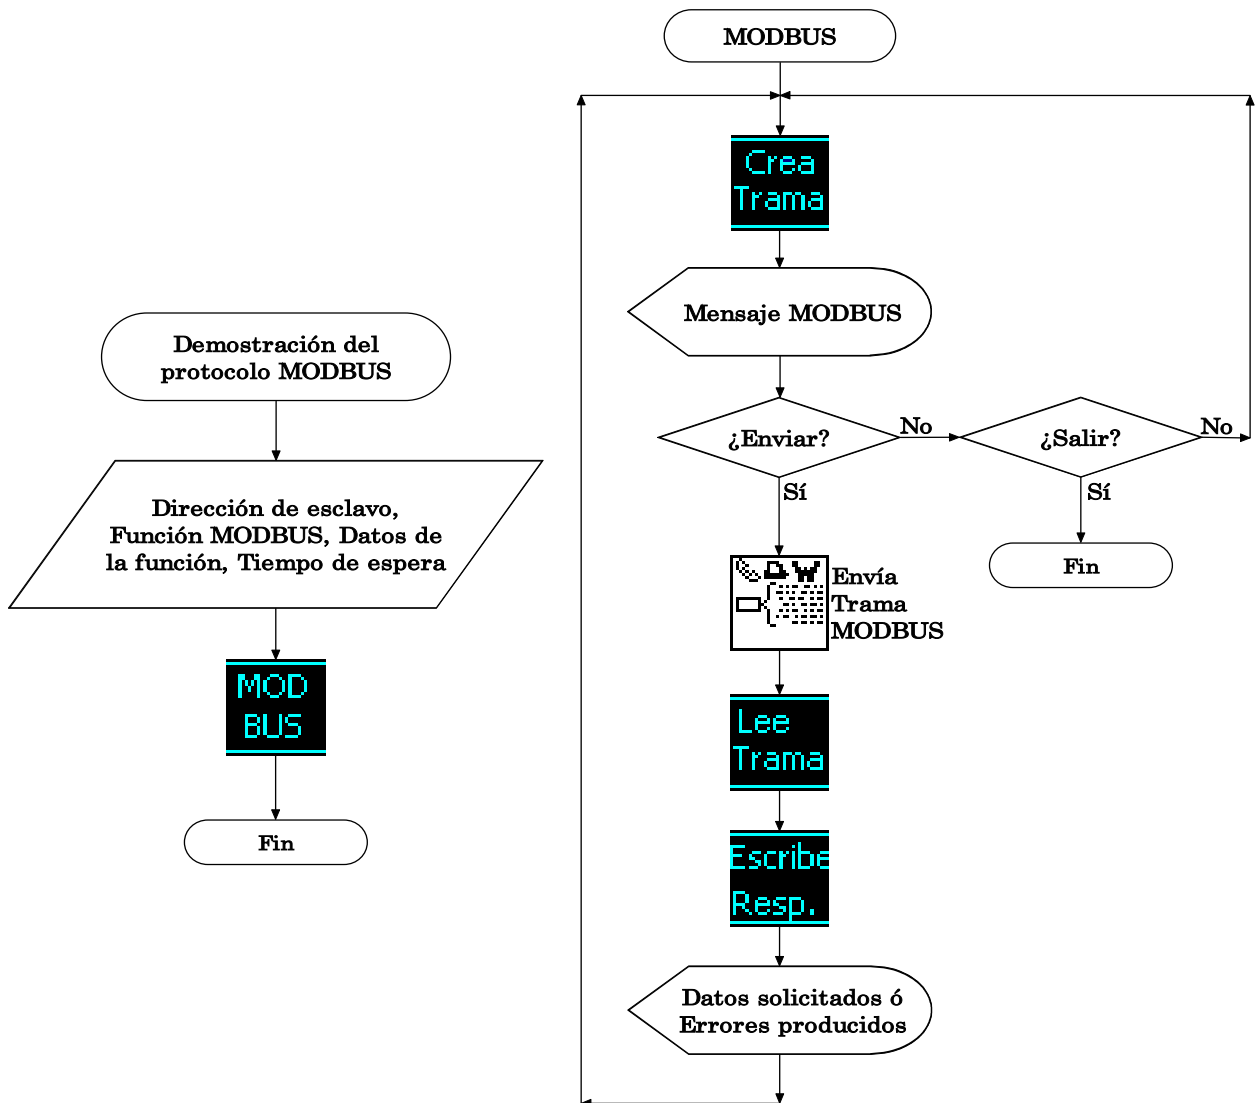 Demostración del
protocolo MODBUS
Dirección de esclavo,
Función MODBUS, Datos de
la función, Tiempo de espera
MOD
BUS
Fin
MODBUS
Crea
Trama
Mensaje MODBUS
¿Enviar?
No
¿Salir?
No
Sí
Sí
Fin
Envía
Trama
MODBUS
Lee
Trama
Escribe
Resp.
Datos solicitados ó
Errores producidos